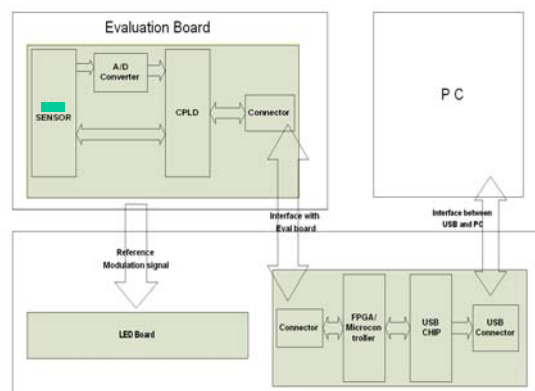 Evaluation Board
A/D
Converter
SENSOR
CPLD
Connector
P C
Interface with
Eval board
Interface between
USB and PC
Reference
Modulation signal
LED Board
Connector
FPGA/
Microcon
troller
USB
CHIP
USB
Connector